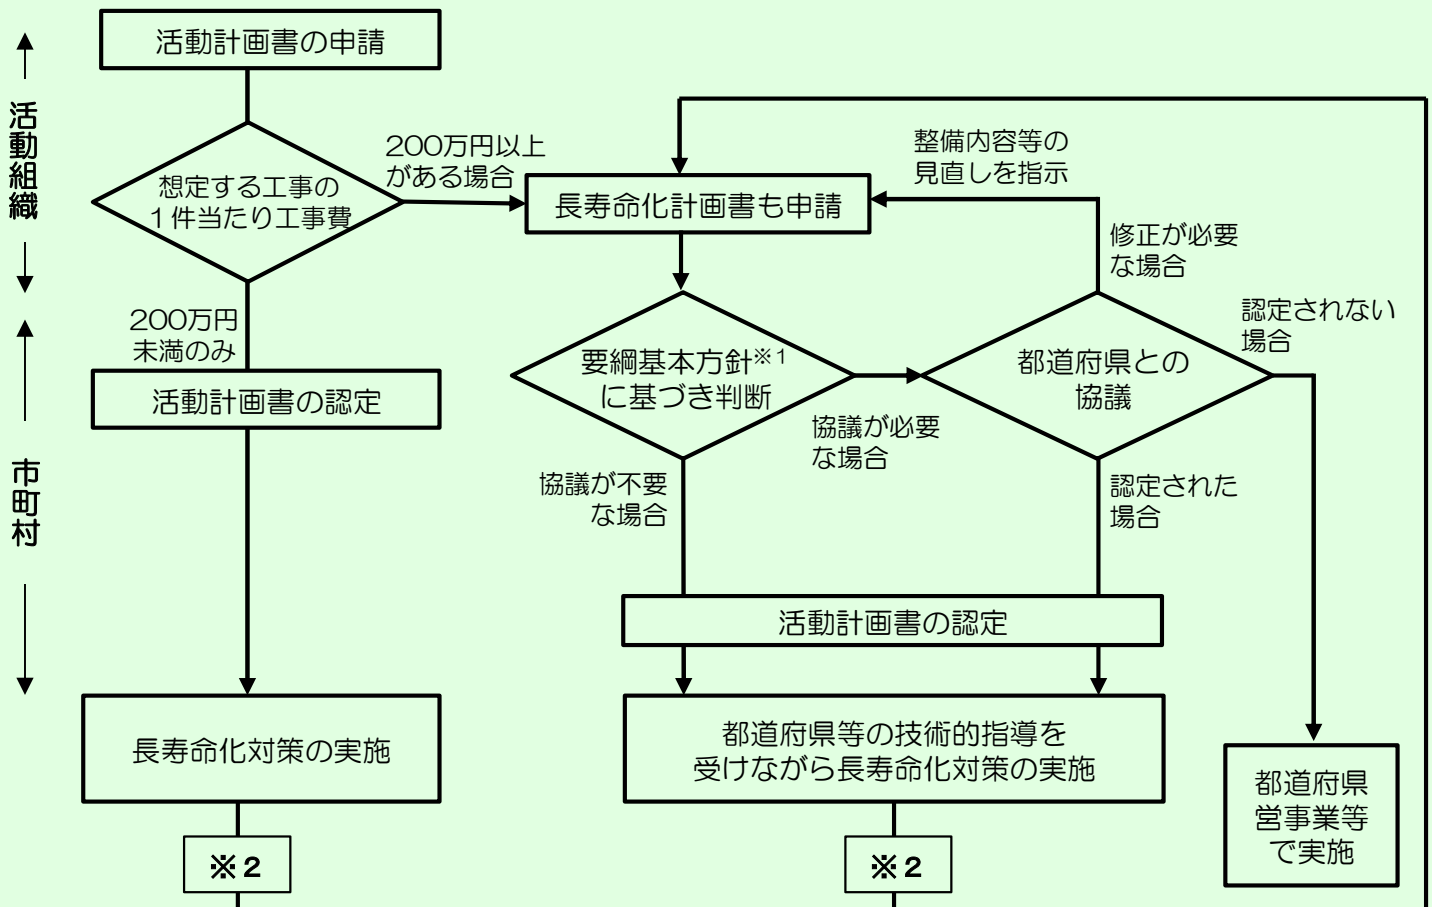 活動計画書の申請
活動組織
想定する工事の
1件当たり工事費
200万円以上
がある場合
長寿命化計画書も申請
整備内容等の
見直しを指示
修正が必要
な場合
認定されない
場合
200万円
未満のみ
活動計画書の認定
要綱基本方針※1
に基づき判断
都道府県との
協議
協議が必要
な場合
市町村
協議が不要
な場合
認定された
場合
活動計画書の認定
長寿命化対策の実施
都道府県等の技術的指導を
受けながら長寿命化対策の実施
都道府県
営事業等
で実施
※2
※2